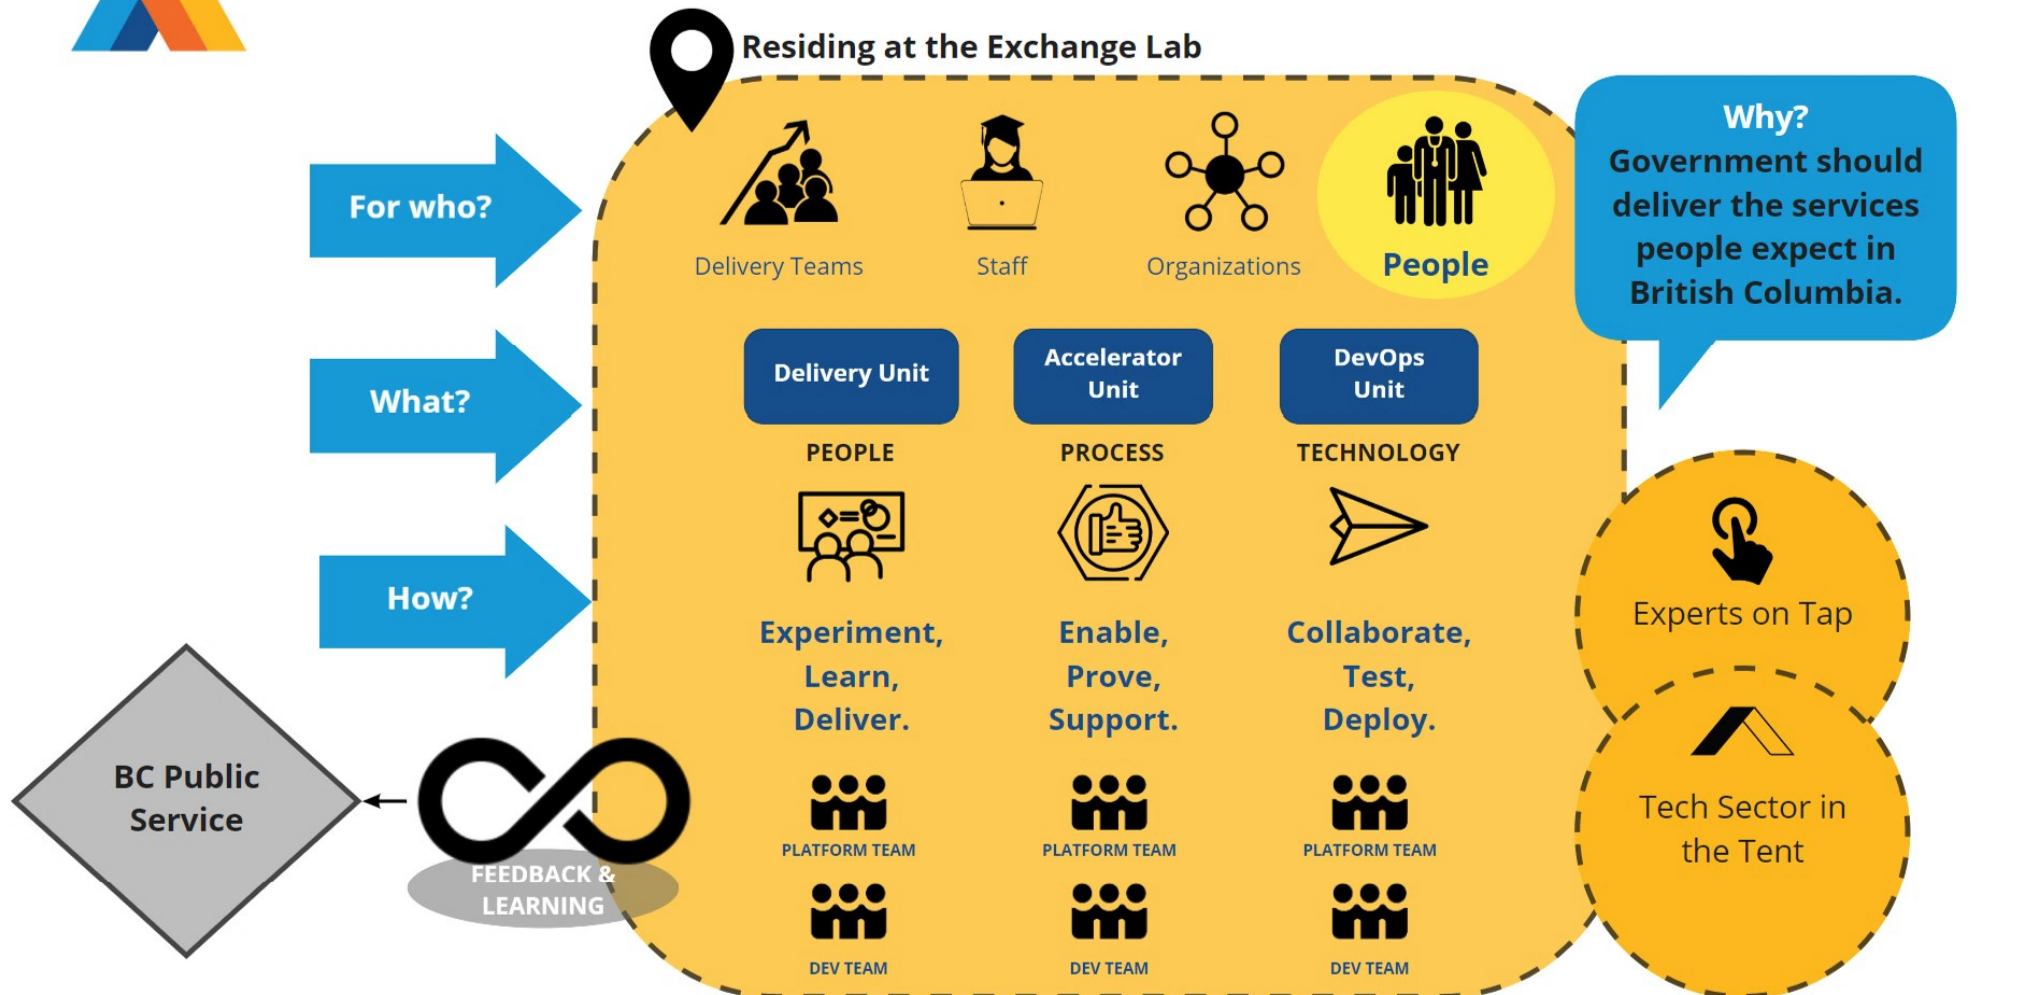 Residing at the Exchange Lab
For who?
Delivery Teams
Staff
Organizations
People
Why?
Government should
deliver the services
people expect in
British Columbia.
What?
Delivery Unit
Accelerator
Unit
DevOps
Unit
PEOPLE
PROCESS
TECHNOLOGY
How?
Experiment,
Learn,
Deliver.
Enable,
Prove,
Support.
Collaborate,
Test,
Deploy.
Experts on Tap
Tech Sector in
the Tent
BC Public
Service
FEEDBACK &
LEARNING
PLATFORM TEAM
PLATFORM TEAM
PLATFORM TEAM
DEV TEAM
DEV TEAM
DEV TEAM